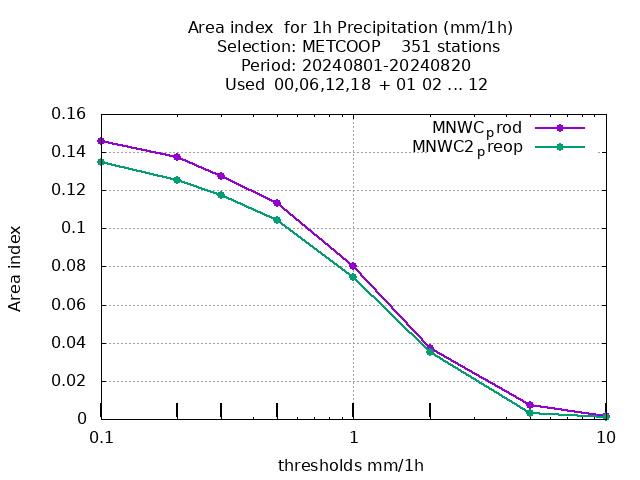 Area index  for 1h Precipitation (mm/1h)
Selection: METCOOP    351 stations
Period: 20240801-20240820
Used  00,06,12,18 + 01 02 ... 12
MNWCprod
MNWC2preop
0.16
0.14
0.12
0.1
0.08
0.06
0.04
0.02
0
Area index
0.1
1
10
thresholds mm/1h